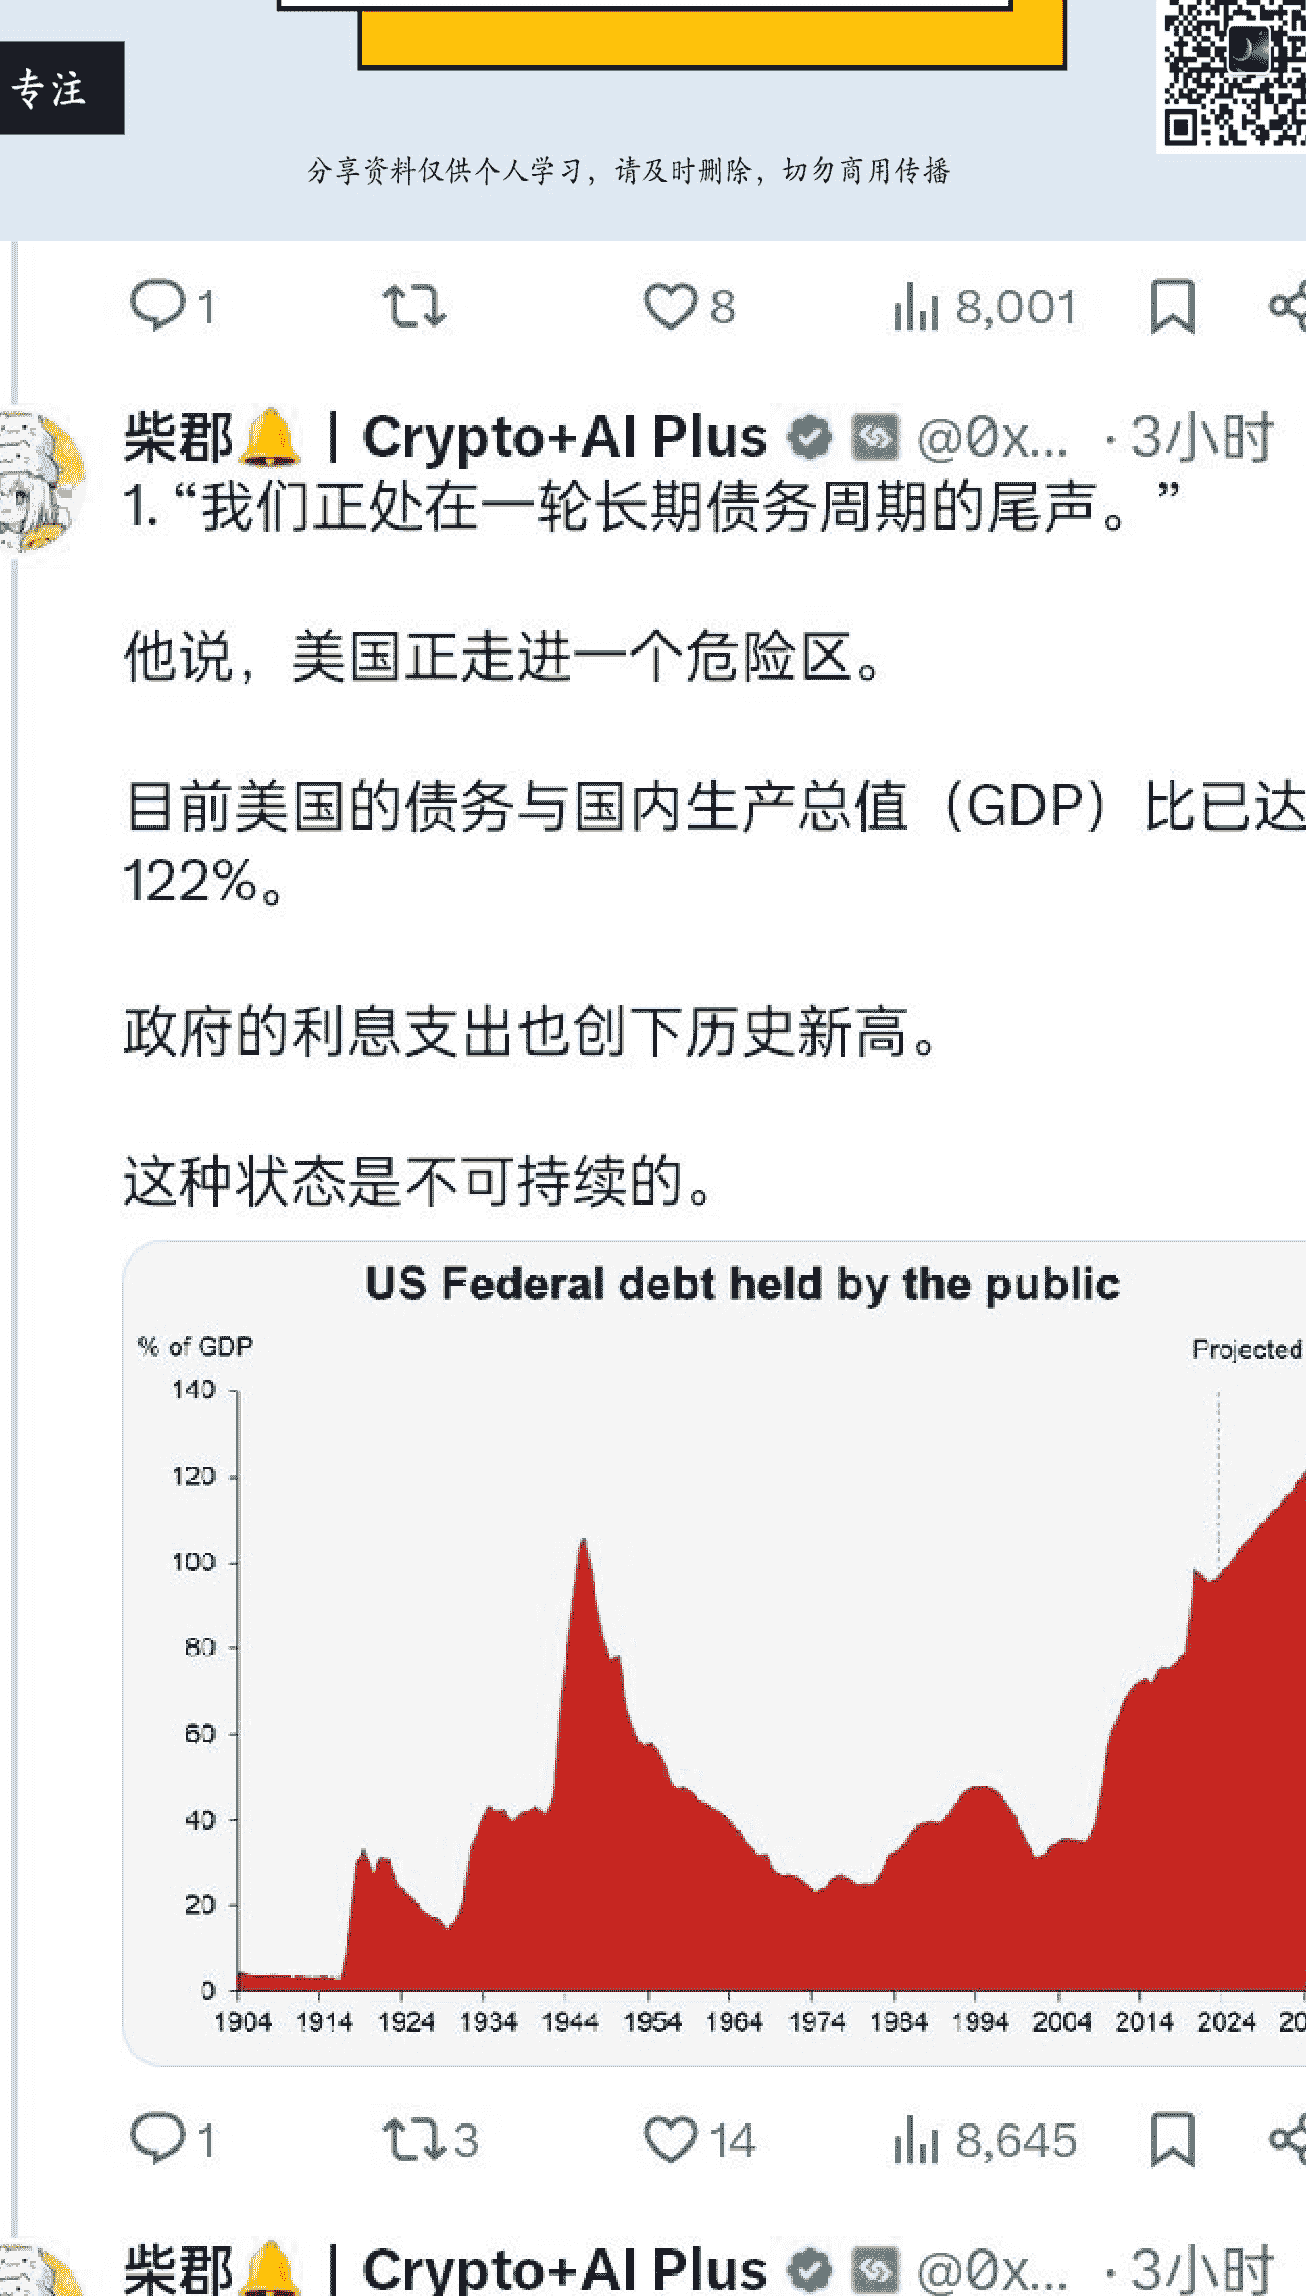 专注
分享资料仅供个人学习，请及时删除，切勿商用传播
1 8 8,001
柴郡🔔 | Crypto+AI Plus @0x... · 3小时
1. “我们正处在一轮长期债务周期的尾声。”
他说，美国正走进一个危险区。
目前美国的债务与国内生产总值（GDP）比已达
122%。
政府的利息支出也创下历史新高。
这种状态是不可持续的。
US Federal debt held by the public
% of GDP
Projected
140
120
100
80
60
40
20
0
1904 1914 1924 1934 1944 1954 1964 1974 1984 1994 2004 2014 2024 20
1 3 14 8,645
柴郡🔔 | Crypto+AI Plus @0x... · 3小时